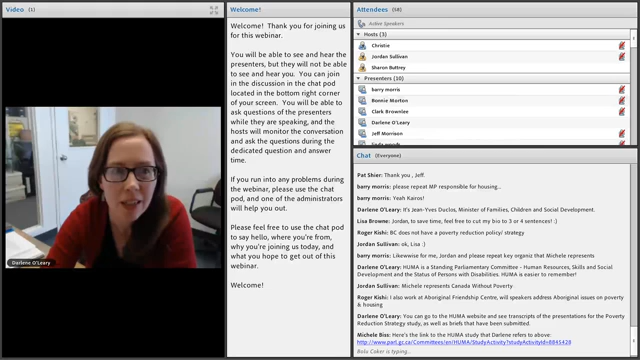 Video (1)
Darlene O'Leary
Welcome!
Welcome! Thank you for joining us
for this webinar.
You will be able to see and hear the
presenters, but they will not be able
to see and hear you. You can join
in the discussion in the chat pod
located in the bottom right corner
of your screen. You will be able to
ask questions of the presenters
while they are speaking, and the
hosts will monitor the conversation
and ask the questions during the
dedicated question and answer
time.
If you run into any problems during
the webinar, please use the chat
pod, and one of the administrators
will help you out.
Please feel free to use the chat pod
to say hello, where you're from,
why you're joining us today, and
what you hope to get out of this
webinar.
Welcome!
Attendees (58)
Active Speakers
Hosts (3)
Christie
Jordan Sullivan
Sharon Buttrey
Presenters (10)
barry morris
Bonnie Morton
Clark Brownlee
Darlene O'Leary
Jeff Morrison
Chat (Everyone)
Pat Shier: Thank you , Jeff.
barry morris: please repeat MP responsible for housing...
barry morris: Yeah Kairos!
Darlene O'Leary: It's Jean-Yves Duclos, Minister of Families, Children and Social Development.
Lisa Browne: Jordan, to save time, feel free to cut my bio to 3 or 4 sentences! :)
Roger Kishi: BC does not have a poverty reduction policy/ strategy
Jordan Sullivan: ok, Lisa :)
barry morris: Likewwise for me, Jordan and please repeat key organiz that Michele represents
Darlene O'Leary: HUMA is a Standing Parliamentary Committee - Human Resources, Skills and Social
Development and the Status of Persons with Disabilities. HUMA is easier to remember!
Jordan Sullivan: Michele represents Canada Without Poverty
Roger Kishi: I also work at Aboriginal Friendship Centre, will speakers address Aboriginal issues on poverty
& housing
Darlene O'Leary: You can go to the HUMA website and see transcripts of the presentations for the Poverty
Reduction Strategy study, as well as briefs that have been submitted.
Michele Biss: Here's the link to the HUMA study that Darlene refers to above:
http://www.parl.gc.ca/Committees/en/HUMA/StudyActivity?studyActivityId=8845428